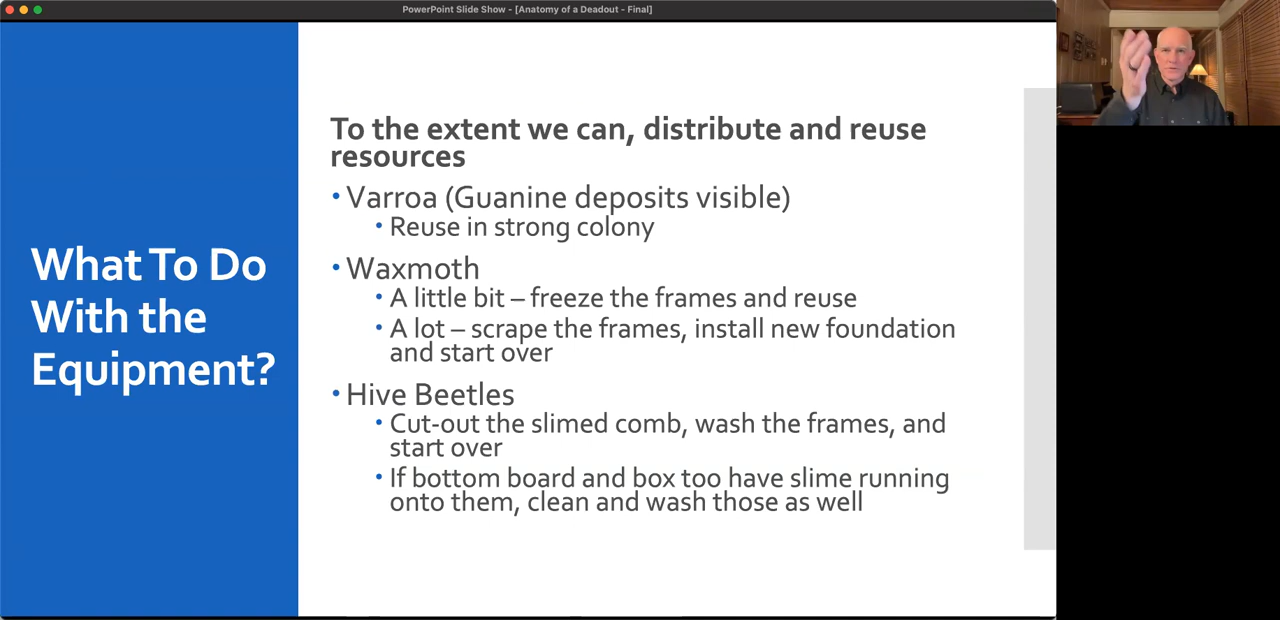 PowerPoint Slide Show - [Anatomy of a Deadout - Final]
What To Do
With the
Equipment?
To the extent we can, distribute and reuse
resources
• Varroa (Guanine deposits visible)
• Reuse in strong colony
• Waxmoth
• A little bit – freeze the frames and reuse
• A lot – scrape the frames, install new foundation
and start over
• Hive Beetles
• Cut-out the slimed comb, wash the frames, and
start over
• If bottom board and box too have slime running
onto them, clean and wash those as well